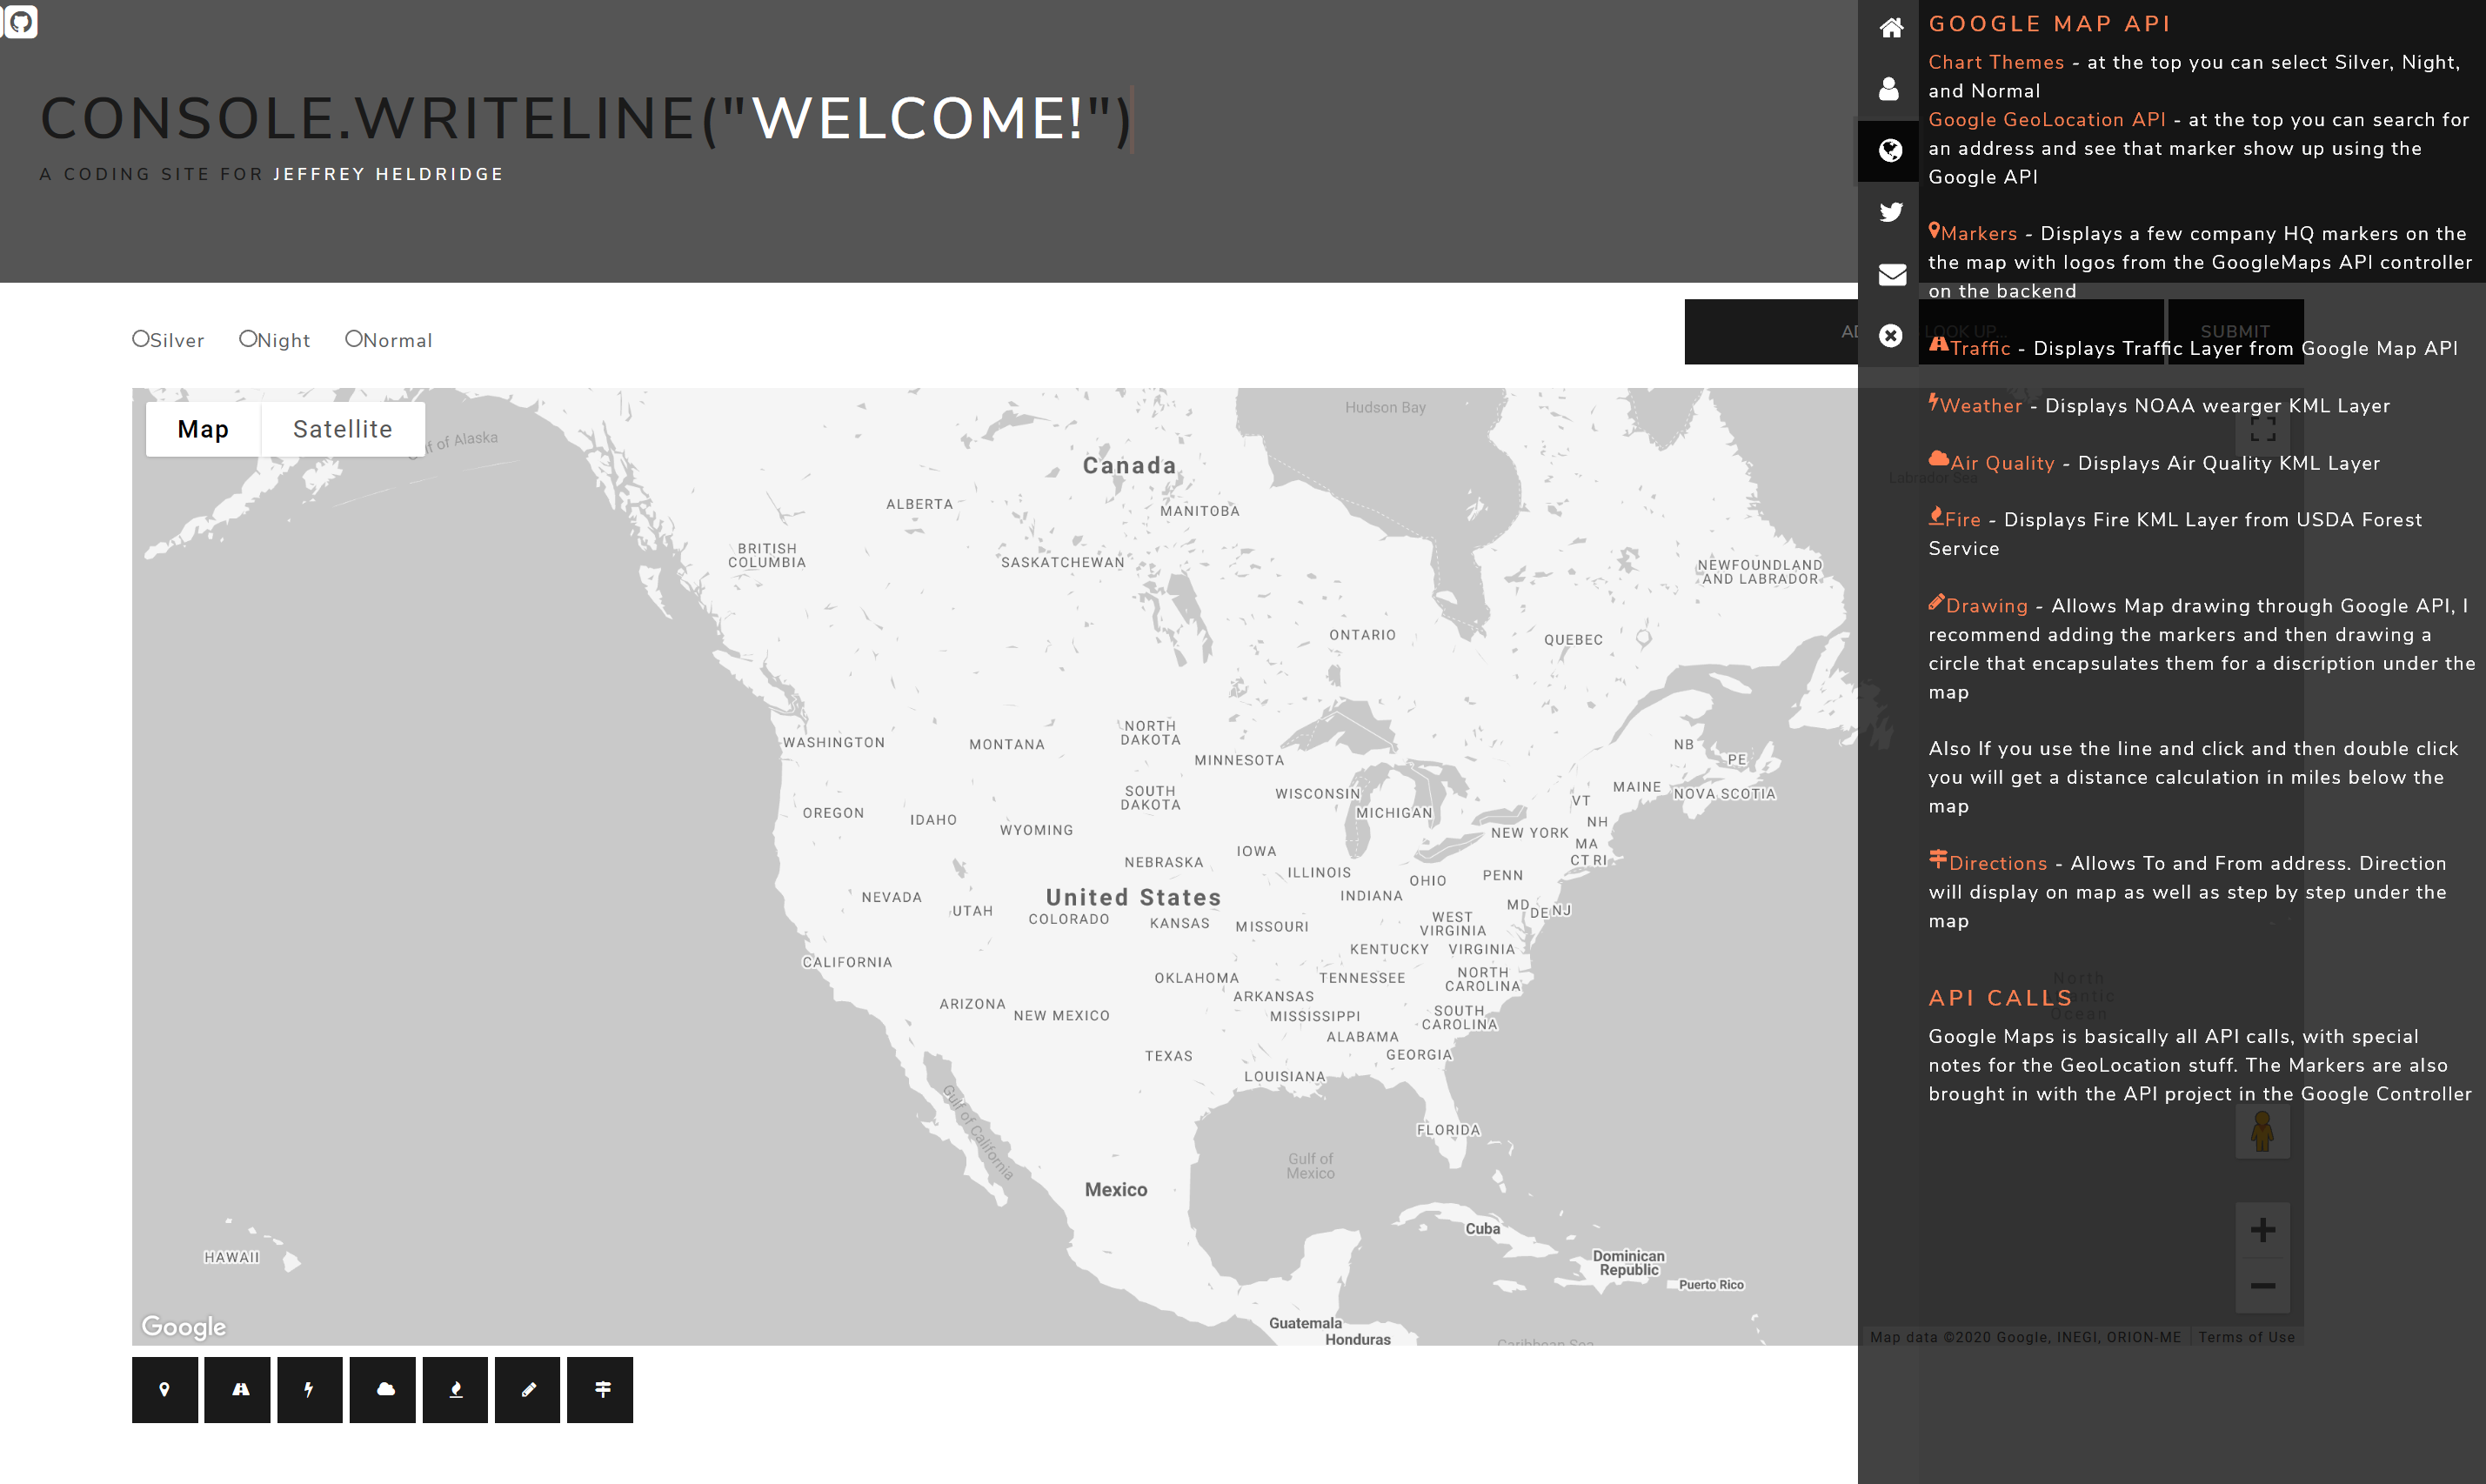 CONSOLE.WRITELINE("WELCOME!")
A CODING SITE FOR JEFFREY HELDRIDGE
Silver Night Normal
LOOK UP... SUBMIT
Map Satellite
Gulf of Alaska
Hudson Bay
Canada
Labrador Sea
ALBERTA
MANITOBA
BRITISH
COLUMBIA
SASKATCHEWAN
NEWFOUNDLAND
AND LABRADOR
ONTARIO
QUEBEC
WASHINGTON
MONTANA
NORTH
DAKOTA
MINNESOTA
NB
PE
SOUTH
DAKOTA
WISCONSIN
MICHIGAN
VT
MAINE
NOVA SCOTIA
OREGON
IDAHO
WYOMING
NEW YORK
NH
MA
CT RI
NEBRASKA
IOWA
ILLINOIS
INDIANA
OHIO
PENN
NEVADA
UTAH
United States
COLORADO
KANSAS
MISSOURI
WEST
VIRGINIA
MD
DE
NJ
KENTUCKY
VIRGINIA
CALIFORNIA
OKLAHOMA
TENNESSEE
NORTH
CAROLINA
ARIZONA
NEW MEXICO
ARKANSAS
MISSISSIPPI
SOUTH
CAROLINA
ALABAMA
TEXAS
GEORGIA
LOUISIANA
Gulf of California
FLORIDA
Gulf of
Mexico
Mexico
Cuba
HAWAII
Dominican
Republic
Puerto Rico
Guatemala
Honduras
Caribbean Sea
North
Atlantic
Ocean
Google
Map data ©2020 Google, INEGI, ORION-ME Terms of Use
GOOGLE MAP API
Chart Themes - at the top you can select Silver, Night,
and Normal
Google GeoLocation API - at the top you can search for
an address and see that marker show up using the
Google API
Markers - Displays a few company HQ markers on the
the map with logos from the GoogleMaps API controller
on the backend
Traffic - Displays Traffic Layer from Google Map API
Weather - Displays NOAA wearger KML Layer
Air Quality - Displays Air Quality KML Layer
Fire - Displays Fire KML Layer from USDA Forest
Service
Drawing - Allows Map drawing through Google API, I
recommend adding the markers and then drawing a
circle that encapsulates them for a discription under the
map
Also If you use the line and click and then double click
you will get a distance calculation in miles below the
map
Directions - Allows To and From address. Direction
will display on map as well as step by step under the
map
API CALLS
Google Maps is basically all API calls, with special
notes for the GeoLocation stuff. The Markers are also
brought in with the API project in the Google Controller